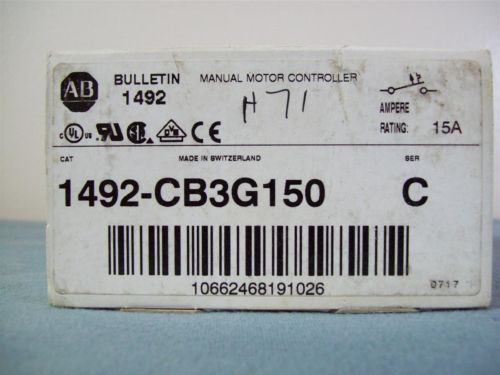 AB BULLETIN MANUAL MOTOR CONTROLLER
1492
H71
AMPERE
RATING: 15A
CAT MADE IN SWITZERLAND SER
1492-CB3G150 C
10662468191026
0717